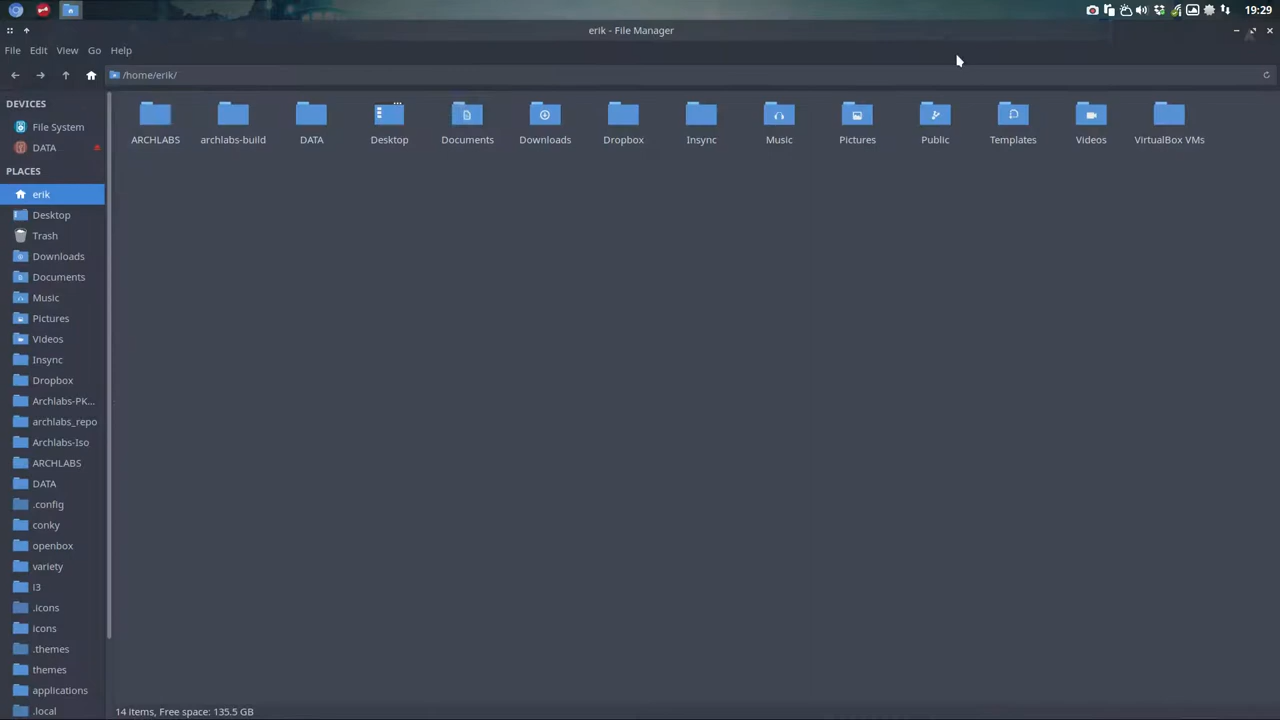 19:29
erik - File Manager
File Edit View Go Help
/home/erik/
DEVICES
File System
DATA
PLACES
erik
Desktop
Trash
Downloads
Documents
Music
Pictures
Videos
Insync
Dropbox
Archlabs-PK...
archlabs_repo
Archlabs-Iso
ARCHLABS
DATA
.config
conky
openbox
variety
i3
.icons
icons
.themes
themes
applications
.local
ARCHLABS archlabs-build DATA Desktop Documents Downloads Dropbox Insync Music Pictures Public Templates Videos VirtualBox VMs
14 items, Free space: 135.5 GB